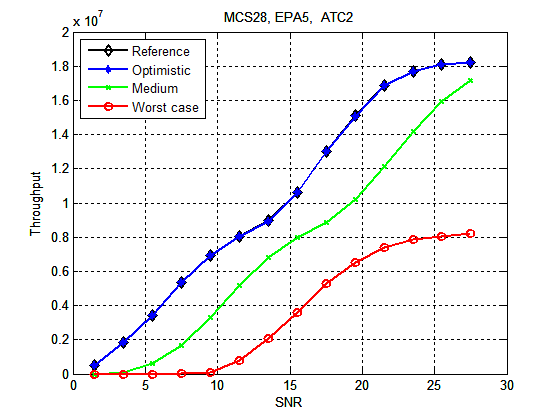 MCS28, EPA5, ATC2
2 x 10^7
1.8
1.6
1.4
1.2
1
0.8
0.6
0.4
0.2
0
Throughput
Reference
Optimistic
Medium
Worst case
0 5 10 15 20 25 30
SNR